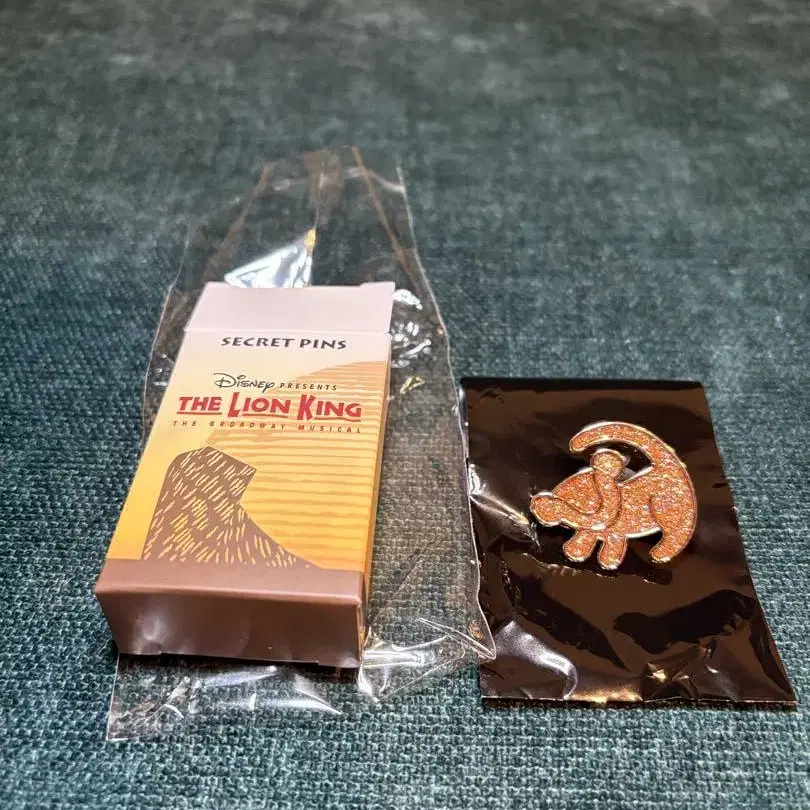 SECRET PINS
Disney PRESENTS
THE LION KING
THE BROADWAY MUSICAL